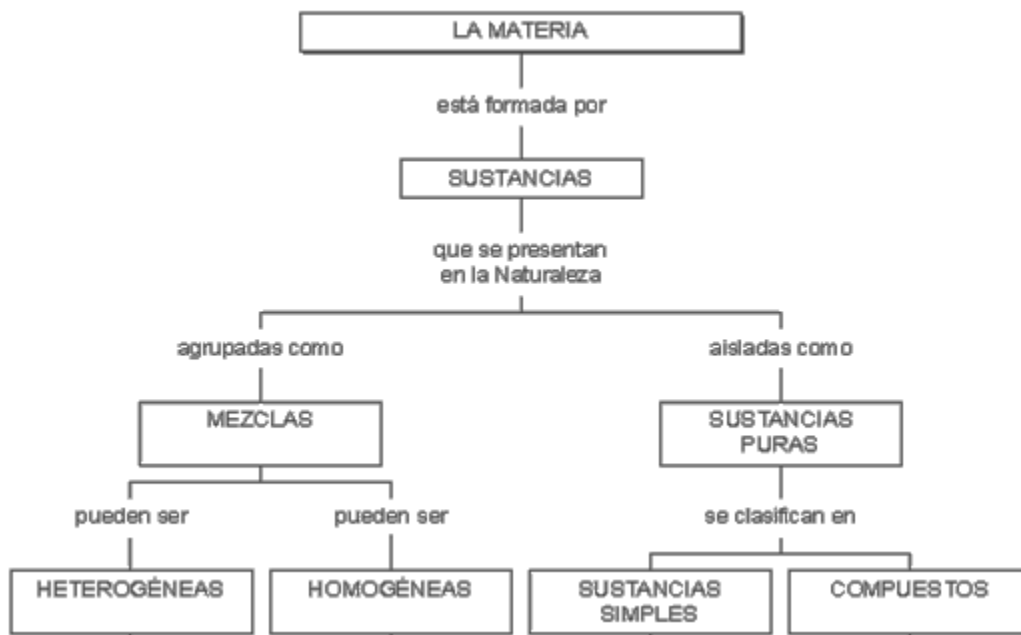 LA MATERIA
está formada por
SUSTANCIAS
que se presentan
en la Naturaleza
agrupadas como
aisladas como
MEZCLAS
SUSTANCIAS
PURAS
pueden ser
pueden ser
se clasifican en
HETEROGÉNEAS
HOMOGÉNEAS
SUSTANCIAS
SIMPLES
COMPUESTOS